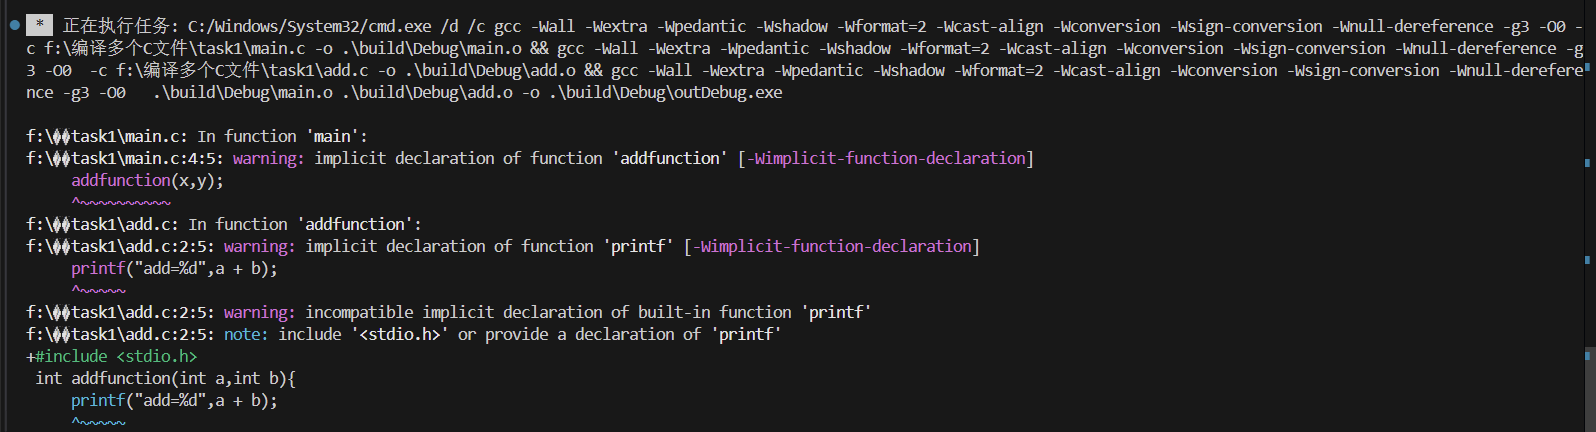 * 正在执行任务: C:/Windows/System32/cmd.exe /d /c gcc -Wall -Wextra -Wpedantic -Wshadow -Wformat=2 -Wcast-align -Wconversion -Wsign-conversion -Wnull-dereference -g3 -O0 -
c f:\编译多个C文件\task1\main.c -o .\build\Debug\main.o && gcc -Wall -Wextra -Wpedantic -Wshadow -Wformat=2 -Wcast-align -Wconversion -Wsign-conversion -Wnull-dereference -g
3 -O0  -c f:\编译多个C文件\task1\add.c -o .\build\Debug\add.o && gcc -Wall -Wextra -Wpedantic -Wshadow -Wformat=2 -Wcast-align -Wconversion -Wsign-conversion -Wnull-derefere
nce -g3 -O0   .\build\Debug\main.o .\build\Debug\add.o -o .\build\Debug\outDebug.exe
f:\��task1\main.c: In function 'main':
f:\��task1\main.c:4:5: warning: implicit declaration of function 'addfunction' [-Wimplicit-function-declaration]
addfunction(x,y);
^~~~~~~~~~~
f:\��task1\add.c: In function 'addfunction':
f:\��task1\add.c:2:5: warning: implicit declaration of function 'printf' [-Wimplicit-function-declaration]
printf("add=%d",a + b);
^~~~~~
f:\��task1\add.c:2:5: warning: incompatible implicit declaration of built-in function 'printf'
f:\��task1\add.c:2:5: note: include '<stdio.h>' or provide a declaration of 'printf'
+#include <stdio.h>
int addfunction(int a,int b){
printf("add=%d",a + b);
^~~~~~